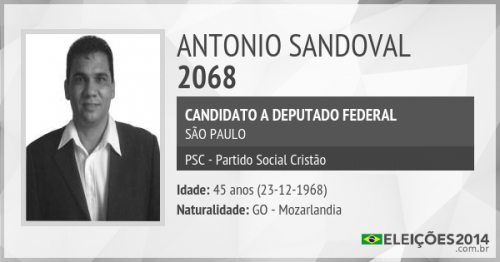 ANTONIO SANDOVAL
2068
CANDIDATO A DEPUTADO FEDERAL
SÃO PAULO
PSC - Partido Social Cristão
Idade: 45 anos (23-12-1968)
Naturalidade: GO - Mozarlandia
ELEIÇÕES2014
.com.br